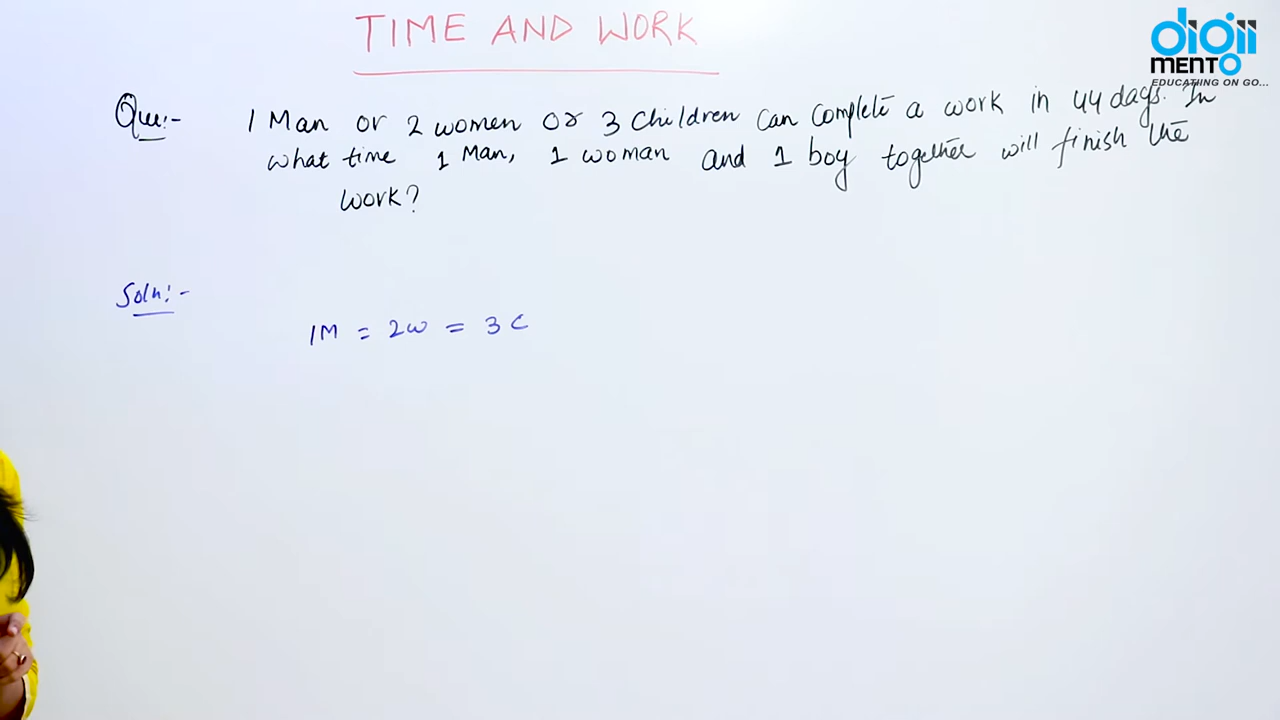 TIME AND WORK
digii
MENTO
EDUCATIING ON GO...
Que:- 1 Man or 2 women or 3 children can complete a work in 44 days. In
what time 1 Man, 1 woman and 1 boy together will finish the
work?
Soln:-
1M = 2w = 3C